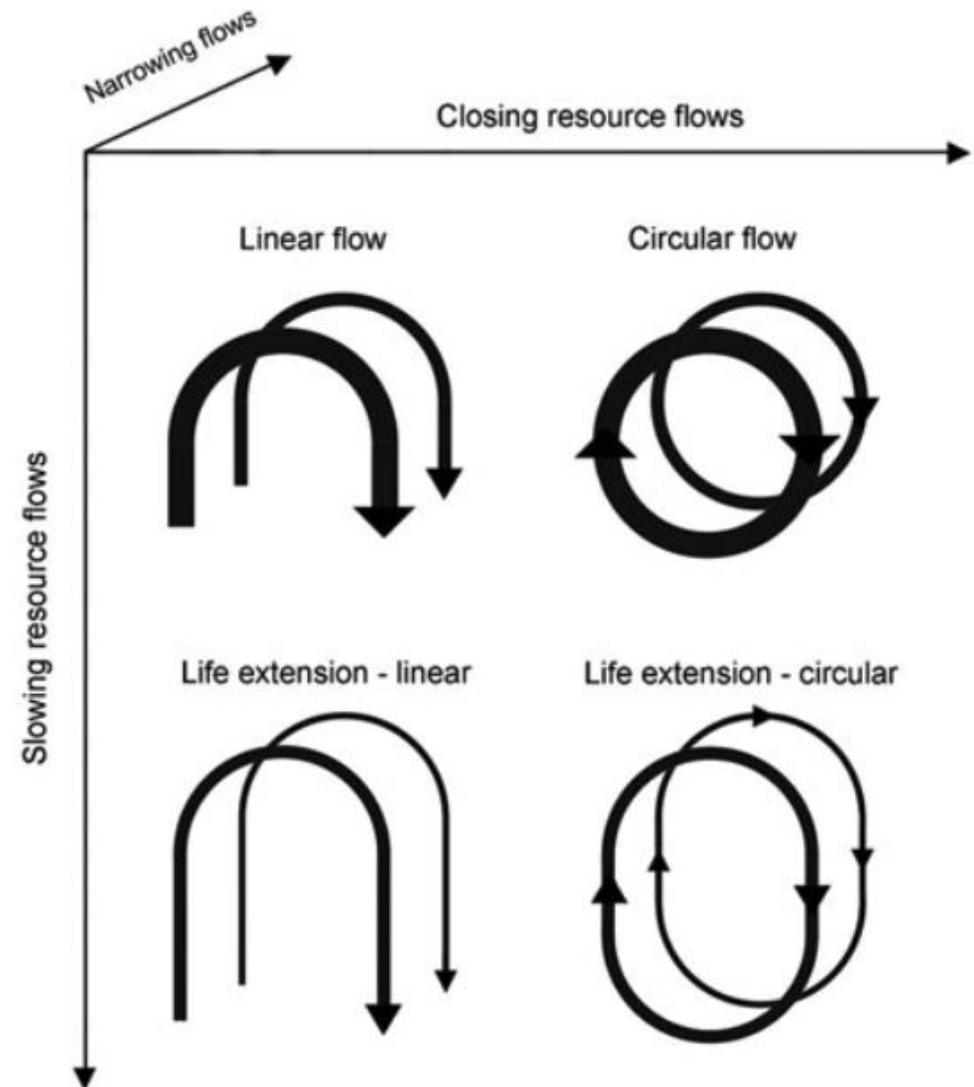 Narrowing flows
Closing resource flows
Linear flow
Circular flow
Slowing resource flows
Life extension - linear
Life extension - circular